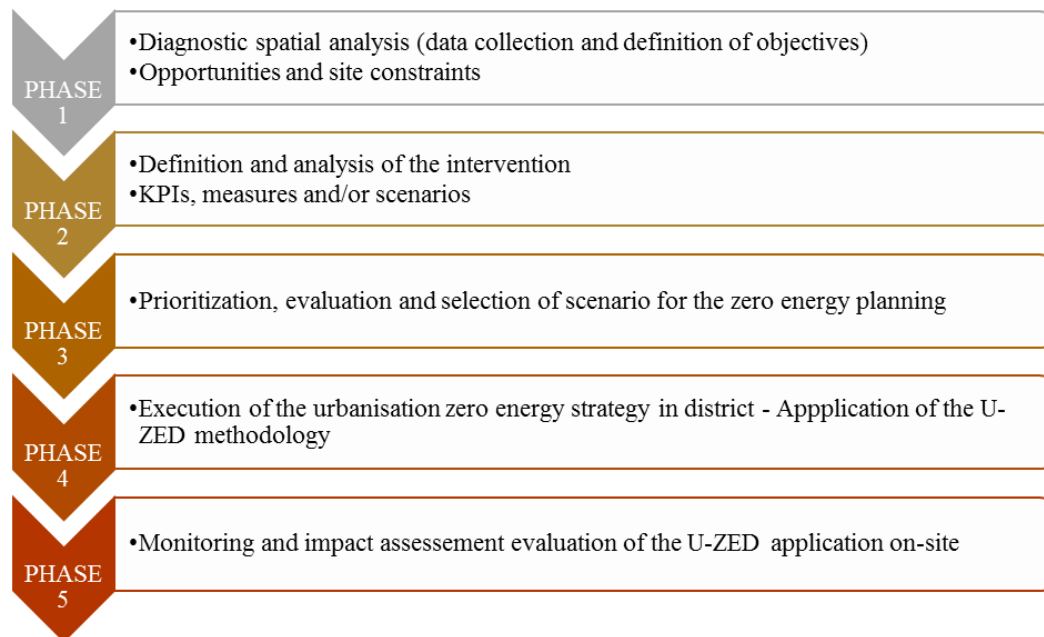 PHASE
1
•Diagnostic spatial analysis (data collection and definition of objectives)
•Opportunities and site constraints
PHASE
2
•Definition and analysis of the intervention
•KPIs, measures and/or scenarios
PHASE
3
•Prioritization, evaluation and selection of scenario for the zero energy planning
PHASE
4
•Execution of the urbanisation zero energy strategy in district - Appplication of the U-
ZED methodology
PHASE
5
•Monitoring and impact assessement evaluation of the U-ZED application on-site